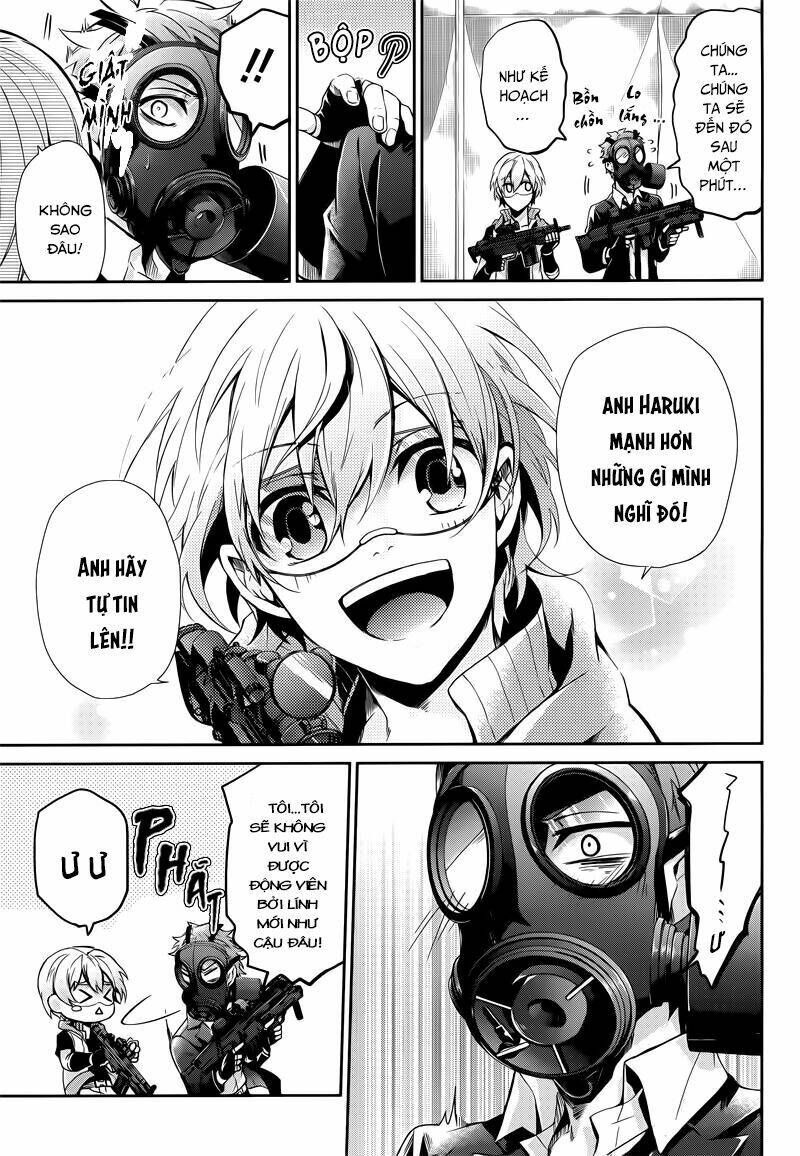 CHÚNG
TA...
CHÚNG
TA SẼ
ĐẾN ĐÓ
SAU
MỘT
PHÚT...
Lo
lắng ...
Bồn
chồn
NHƯ KẾ
HOẠCH
...
BỘP
!!
GIẬT
MÌNH
KHÔNG
SAO
ĐÂU!
ANH HARUKI
MẠNH HƠN
NHỮNG GÌ MÌNH
NGHĨ ĐÓ!
ANH HÃY
TỰ TIN
LÊN!!
Ư
TÔI...TÔI
SẼ KHÔNG
VUI VÌ
ĐƯỢC
ĐỘNG VIÊN
BỞI LÍNH
MỚI NHƯ
CẬU ĐÂU!
PHẮT
Ư Ư